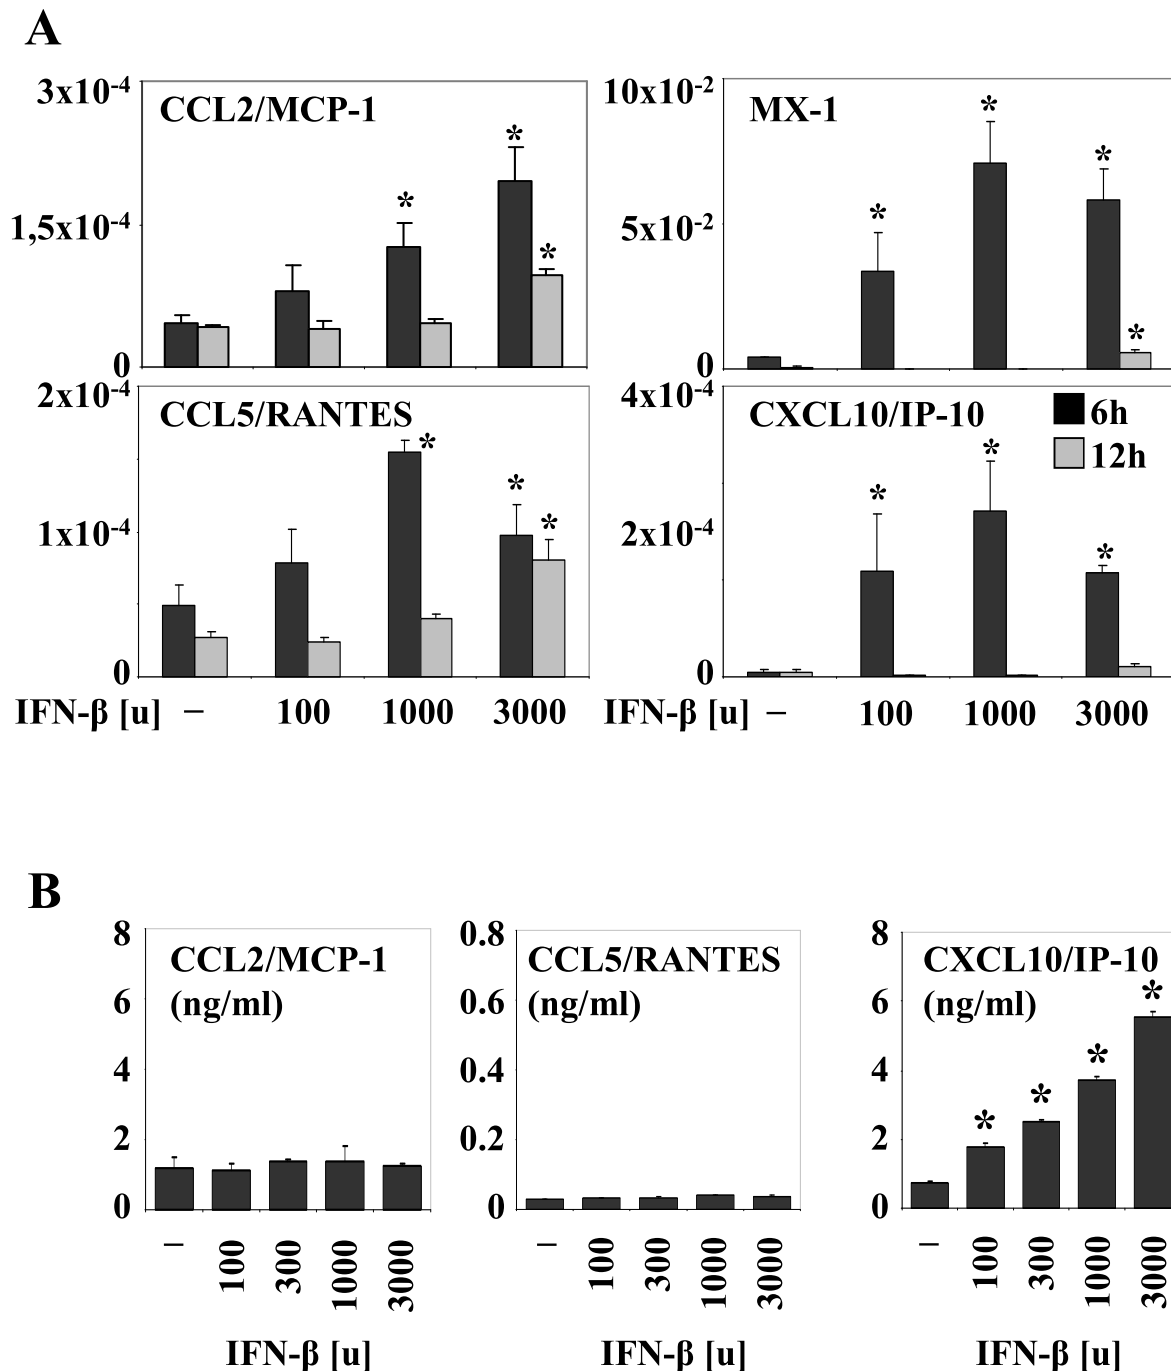 A
3x10-4
1,5x10-4
0
CCL2/MCP-1
*
*
*
10x10-2
5x10-2
0
MX-1
*
*
*
*
2x10-4
1x10-4
0
CCL5/RANTES
*
*
*
4x10-4
2x10-4
0
CXCL10/IP-10
*
*
*
6h
12h
IFN-β [u] – 100 1000 3000
IFN-β [u] – 100 1000 3000
B
8
6
4
2
0
CCL2/MCP-1
(ng/ml)
– 100 300 1000 3000
IFN-β [u]
0.8
0.6
0.4
0.2
0
CCL5/RANTES
(ng/ml)
– 100 300 1000 3000
IFN-β [u]
8
6
4
2
0
CXCL10/IP-10
(ng/ml)
*
*
*
*
– 100 300 1000 3000
IFN-β [u]